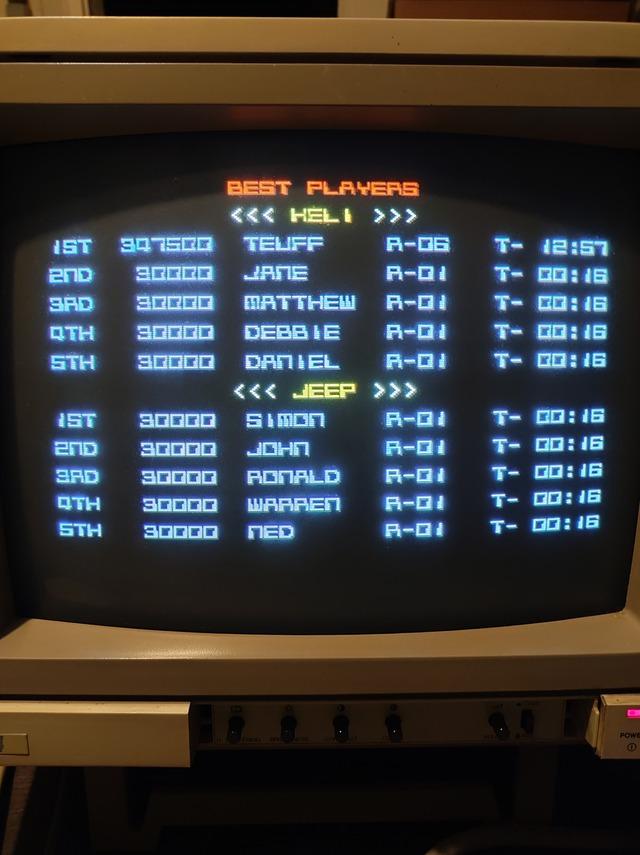 BEST PLAYERS
<<< HELI >>>
1ST 347500 TEUFF R-06 T- 12:57
2ND 30000 JANE R-01 T- 00:16
3RD 30000 MATTHEW R-01 T- 00:16
4TH 30000 DEBBIE R-01 T- 00:16
5TH 30000 DANIEL R-01 T- 00:16
<<< JEEP >>>
1ST 30000 SIMON R-01 T- 00:16
2ND 30000 JOHN R-01 T- 00:16
3RD 30000 RONALD R-01 T- 00:16
4TH 30000 WARREN R-01 T- 00:16
5TH 30000 NED R-01 T- 00:16